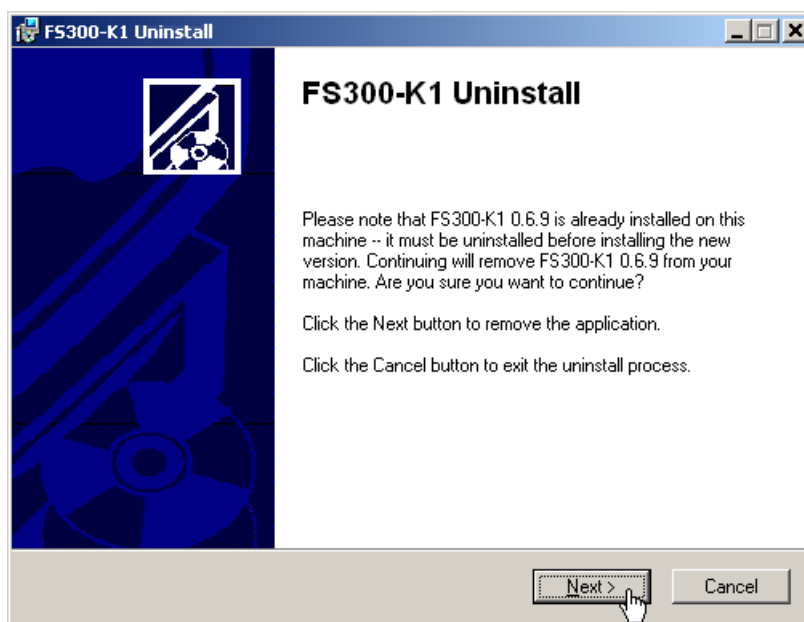 FS300-K1 Uninstall
FS300-K1 Uninstall
Please note that FS300-K1 0.6.9 is already installed on this
machine -- it must be uninstalled before installing the new
version. Continuing will remove FS300-K1 0.6.9 from your
machine. Are you sure you want to continue?
Click the Next button to remove the application.
Click the Cancel button to exit the uninstall process.
Next >
Cancel